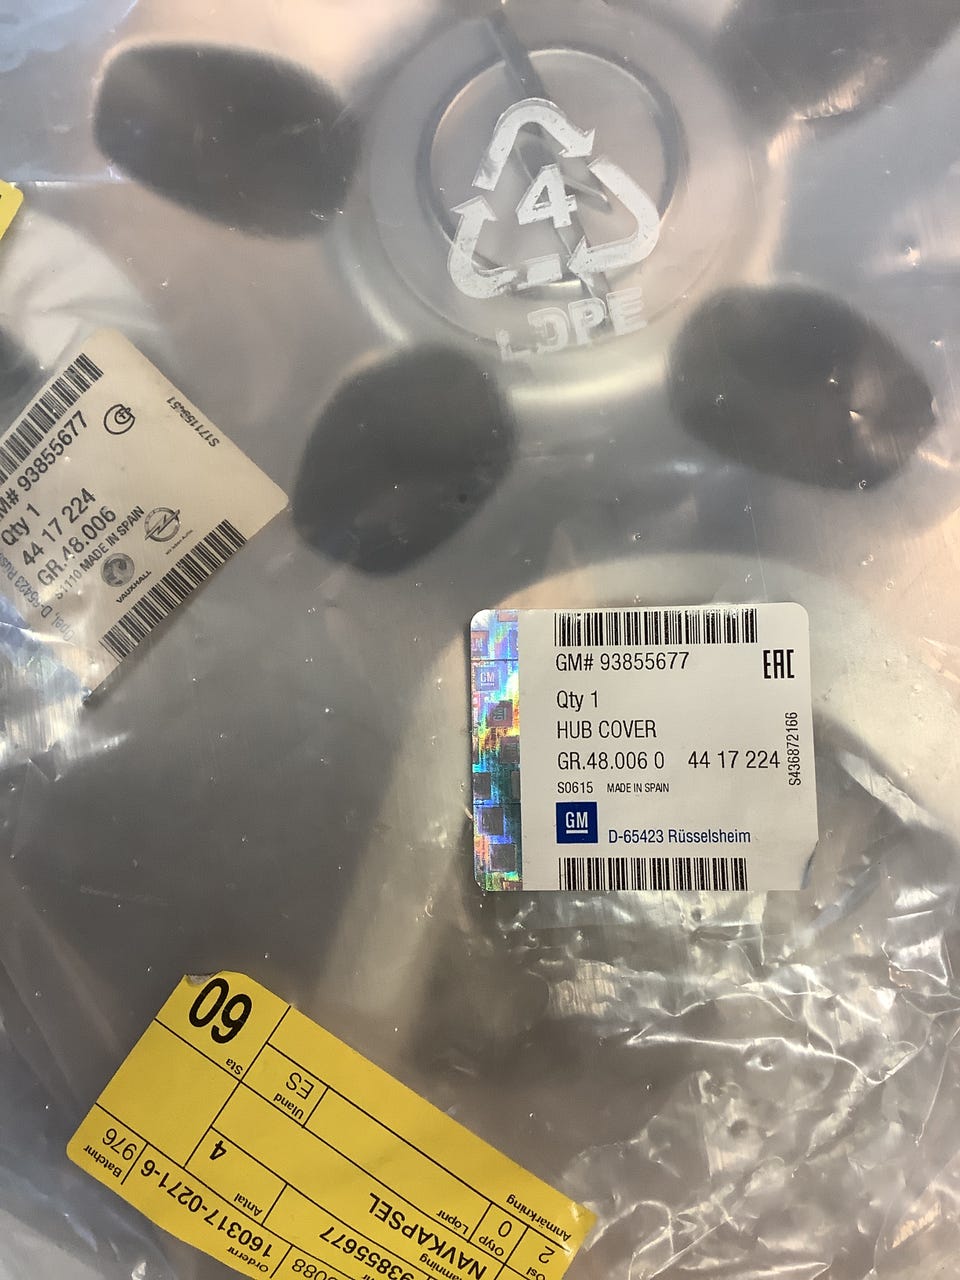 4
LDPE
M# 93855677
Qty 1
44 17 224
GR.48.006
S1110 MADE IN SPAIN
Opel, D-65423
VAUXHALL
GM
GM# 93855677
EAC
Qty 1
HUB COVER
GR.48.006 0 44 17 224
S0615 MADE IN SPAIN
S436872166
GM
D-65423 Rüsselsheim
60
Sta
ES
Uland
976
Batchnr
4
Antal
160317-0271-6
Ordernr
2
0
Anmärkning
Qtyp
Lopnr
NAVKAPSEL
93855677